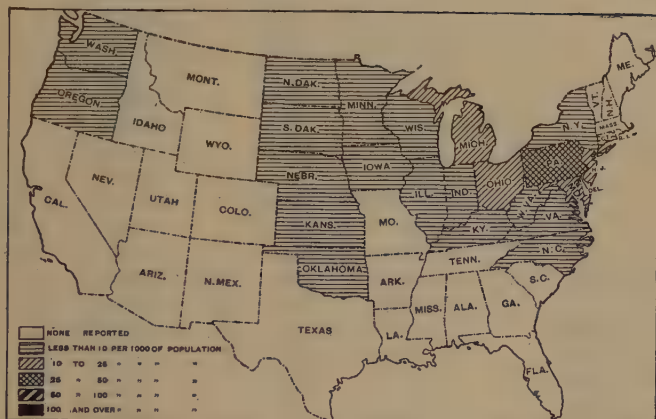 WASH.
OREGON.
CAL.
NEV.
IDAHO
MONT.
WYO.
UTAH
COLO.
ARIZ.
N.MEX.
N.DAK.
S.DAK.
NEBR.
KANS.
OKLAHOMA
TEXAS
MINN.
IOWA
MO.
ARK.
LA.
WIS.
ILL.
IND.
MICH.
OHIO
KY.
TENN.
MISS.
ALA.
GA.
FLA.
S.C.
N.C.
VA.
W.VA.
PA.
N.Y.
VT.
N.H.
ME.
MASS
R.I.
DEL.
NONE REPORTED
LESS THAN 10 PER 1000 OF POPULATION
10 TO 25 " " " "
25 " 50 " " " "
50 " 100 " " " "
100 AND OVER " " " "